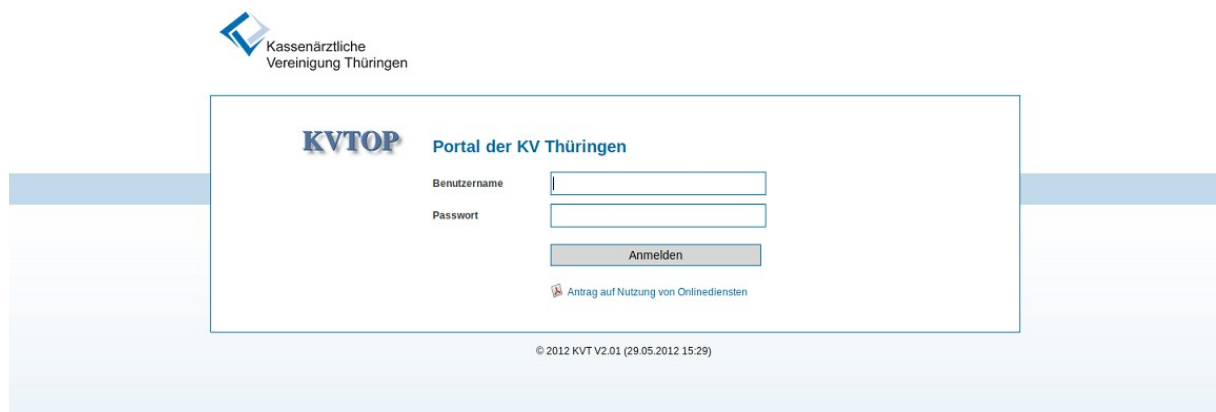 Kassenärztliche
Vereinigung Thüringen
KVTOP
Portal der KV Thüringen
Benutzername
Passwort
Anmelden
Antrag auf Nutzung von Onlinediensten
© 2012 KVT V2.01 (29.05.2012 15:29)